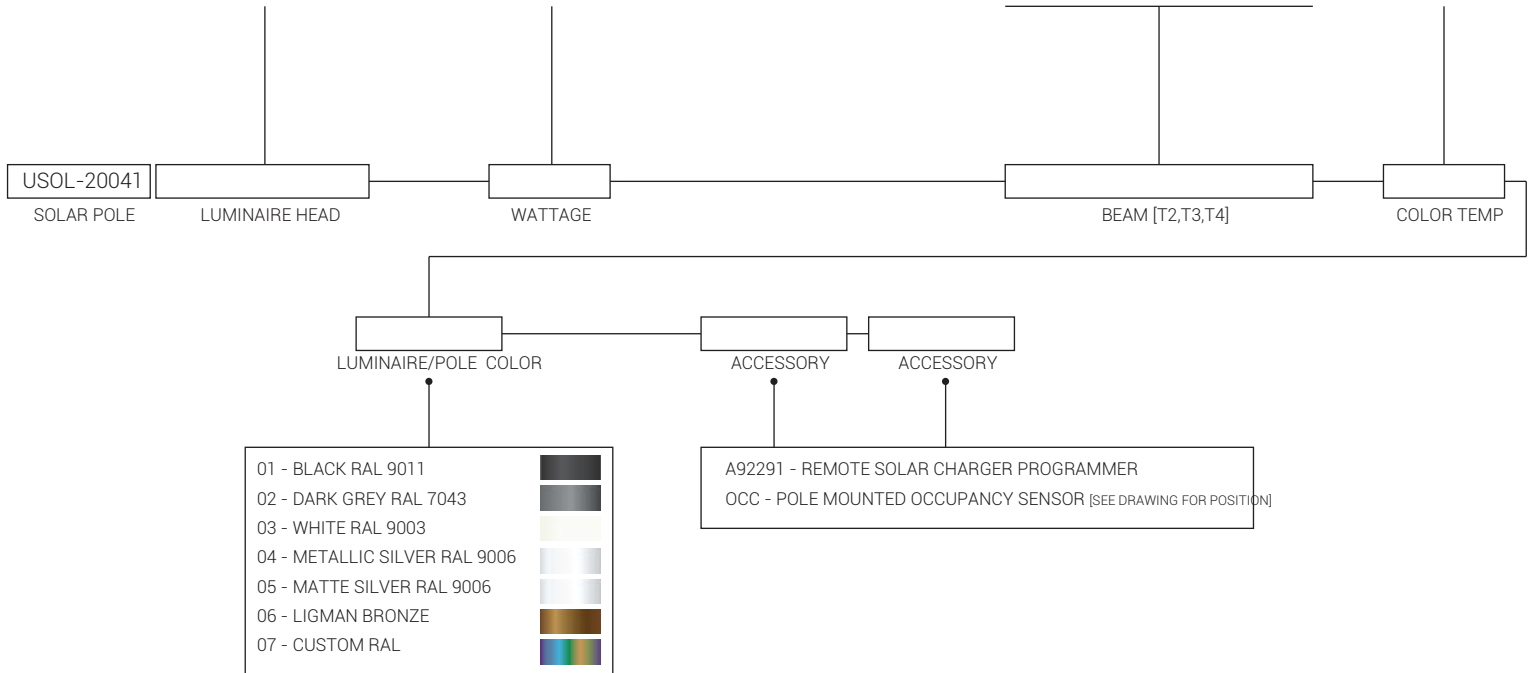 USOL-20041
SOLAR POLE LUMINAIRE HEAD WATTAGE BEAM [T2,T3,T4] COLOR TEMP
LUMINAIRE/POLE COLOR ACCESSORY ACCESSORY
01 - BLACK RAL 9011
02 - DARK GREY RAL 7043
03 - WHITE RAL 9003
04 - METALLIC SILVER RAL 9006
05 - MATTE SILVER RAL 9006
06 - LIGMAN BRONZE
07 - CUSTOM RAL
A92291 - REMOTE SOLAR CHARGER PROGRAMMER
OCC - POLE MOUNTED OCCUPANCY SENSOR [SEE DRAWING FOR POSITION]